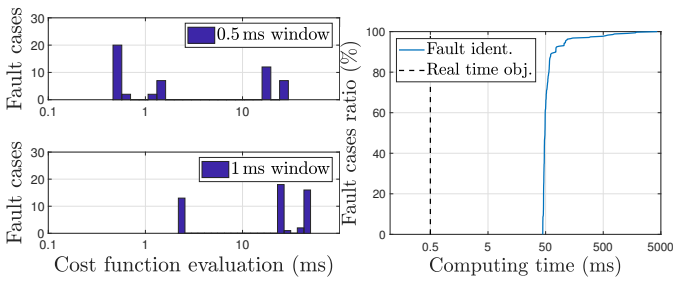 30
20
10
0
0.1
1
10
Fault cases
0.5 ms window
30
20
10
0
0.1
1
10
Fault cases
1 ms window
Cost function evaluation (ms)
100
80
60
40
20
0
0.5
5
50
500
5000
Fault cases ratio (%)
Fault ident.
Real time obj.
Computing time (ms)